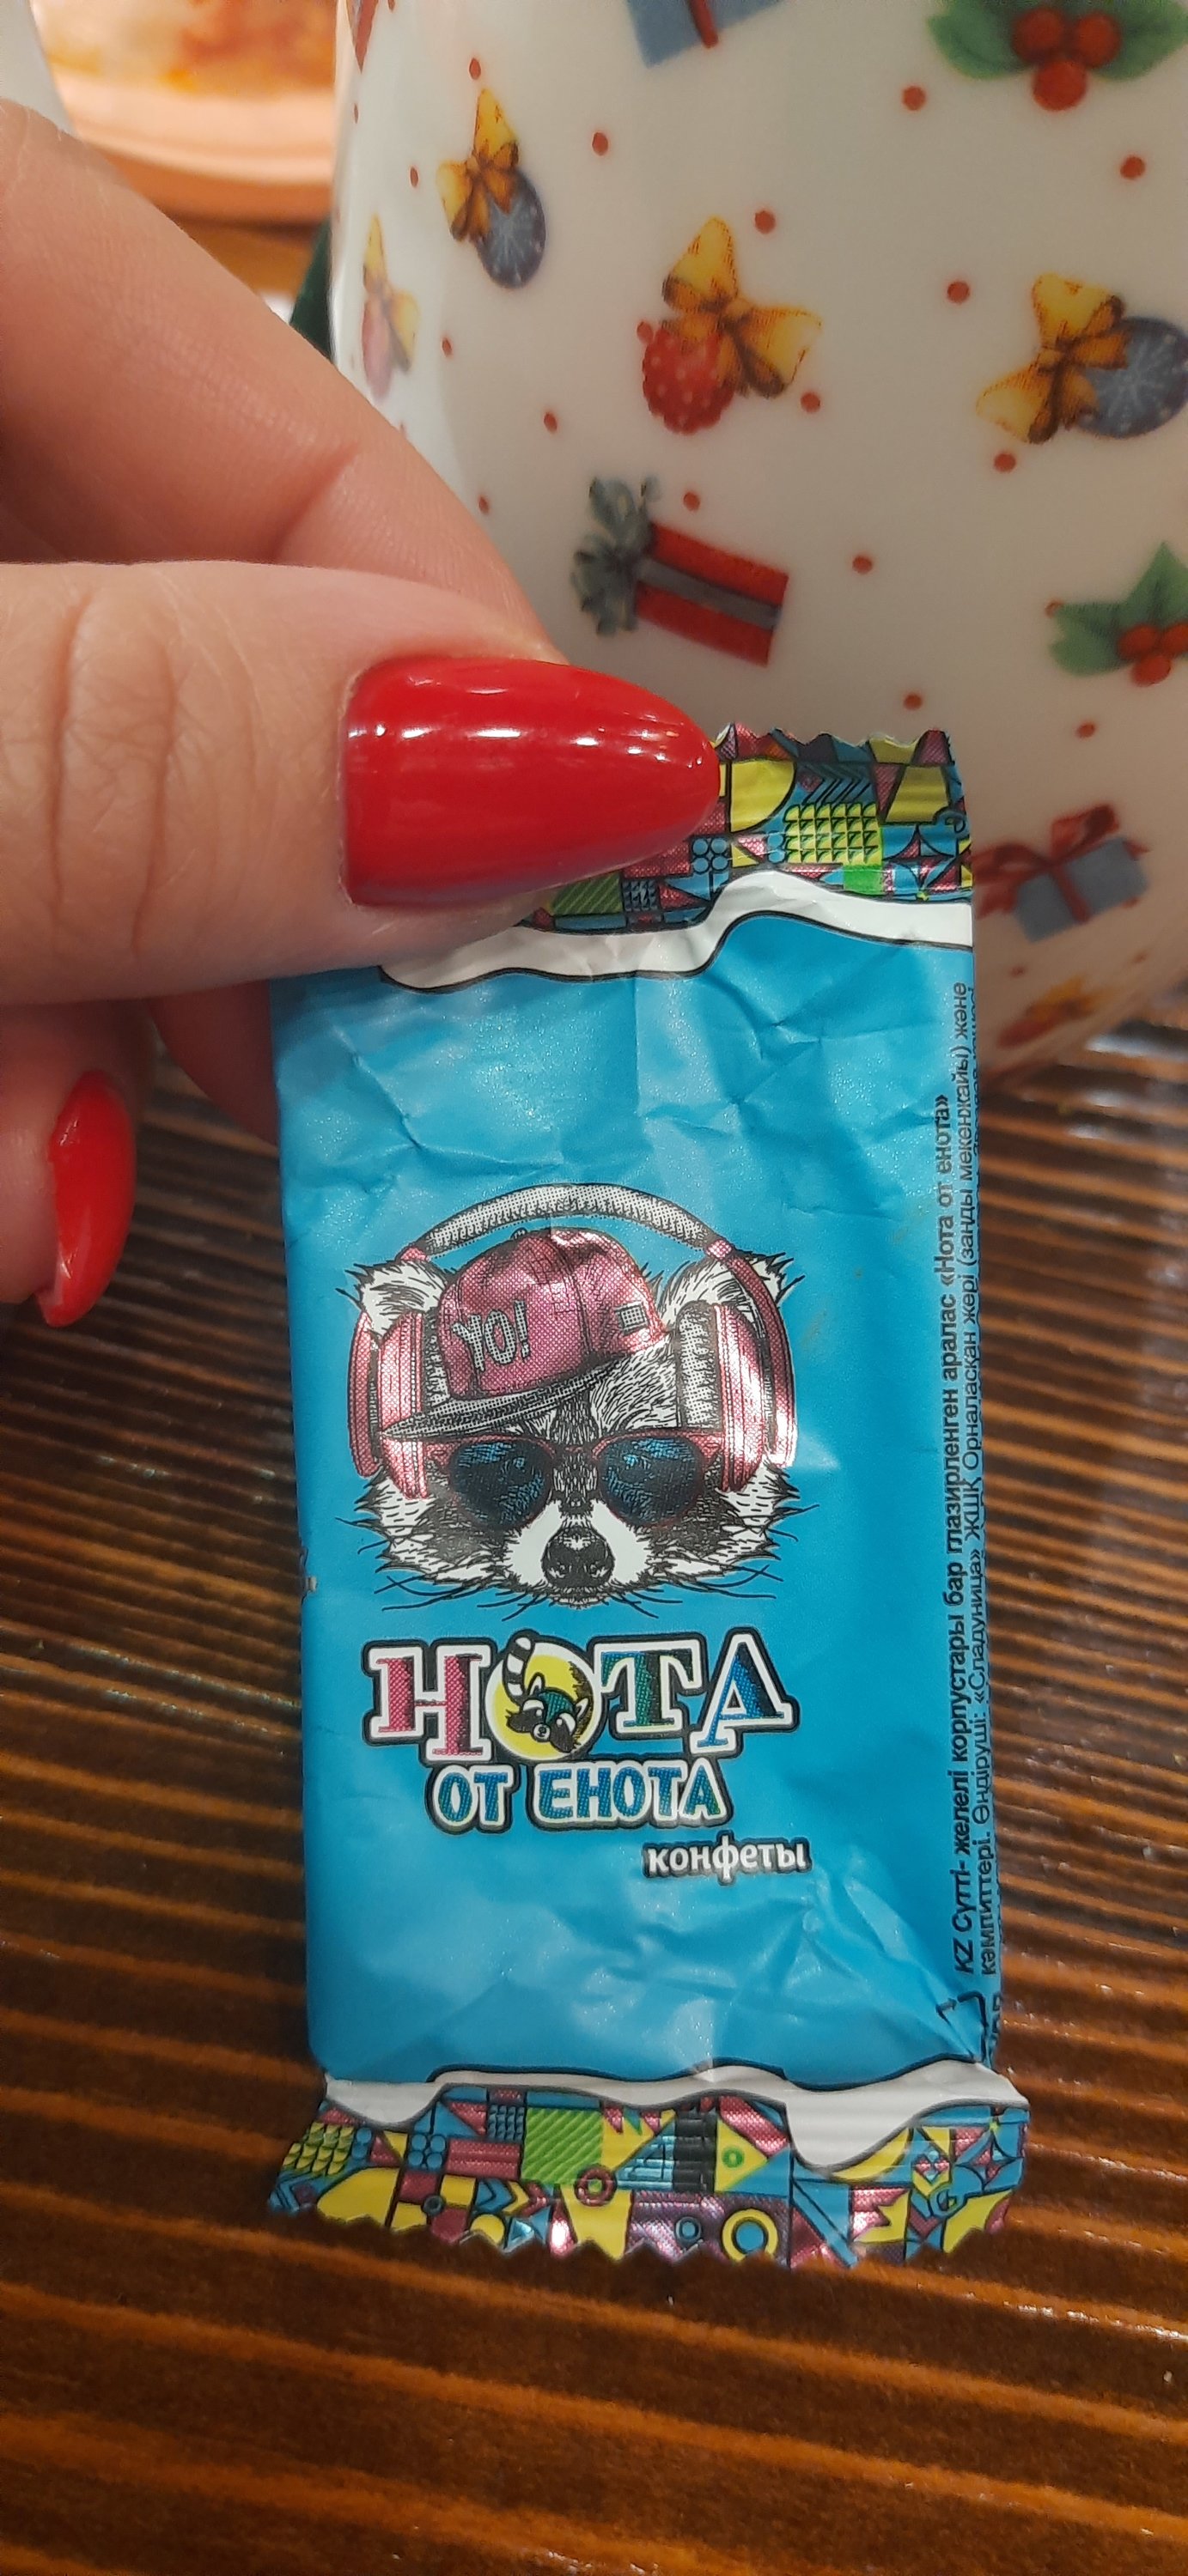 YO!
НОТА
ОТ ЕНОТА
конфеты
KZ Сүтті- желелі корпустары бар глазирленген аралас «Нота от енота»
кәмпиттері. Өндіруші: «Сладуница» ЖШҚ Орналасқан жері (заңды мекенжайы) және